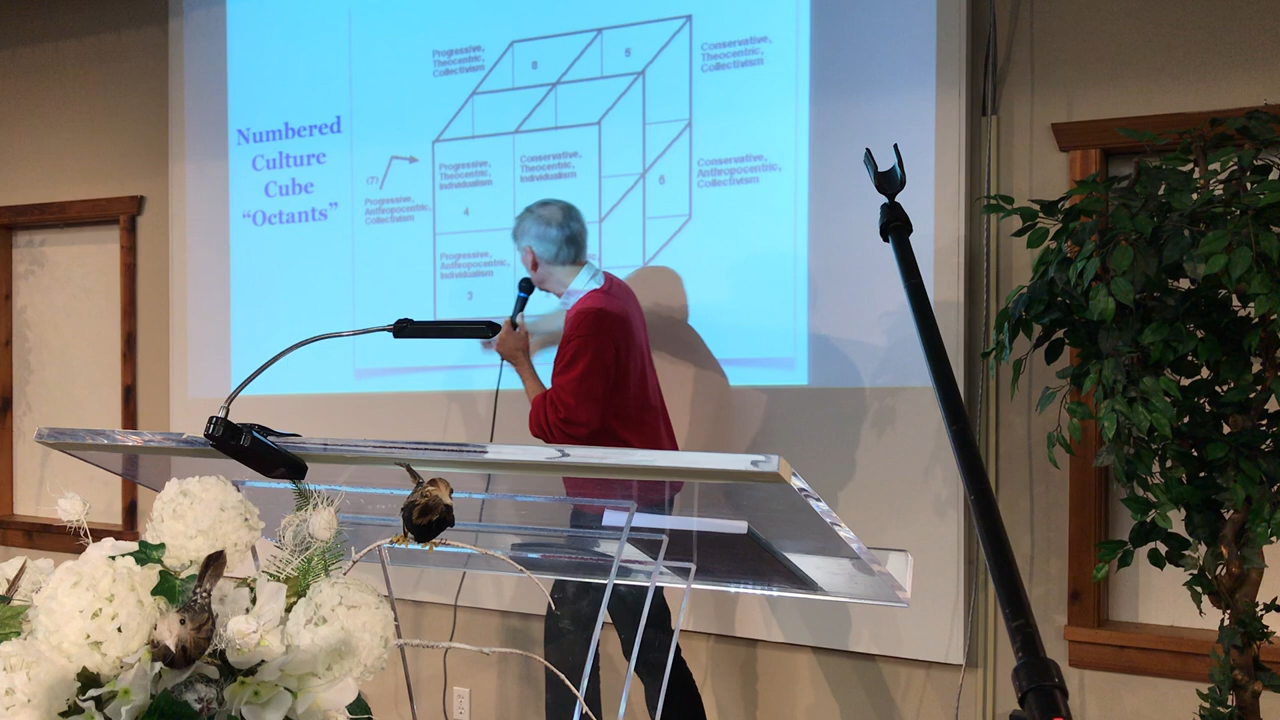 Numbered
Culture
Cube
“Octants”
Progressive,
Theocentric,
Collectivism
8
5
Conservative,
Theocentric,
Collectivism
(7)
Progressive,
Anthropocentric,
Collectivism
Progressive,
Theocentric,
Individualism
4
Conservative,
Theocentric,
Individualism
6
Conservative,
Anthropocentric,
Collectivism
Progressive,
Anthropocentric,
Individualism
3